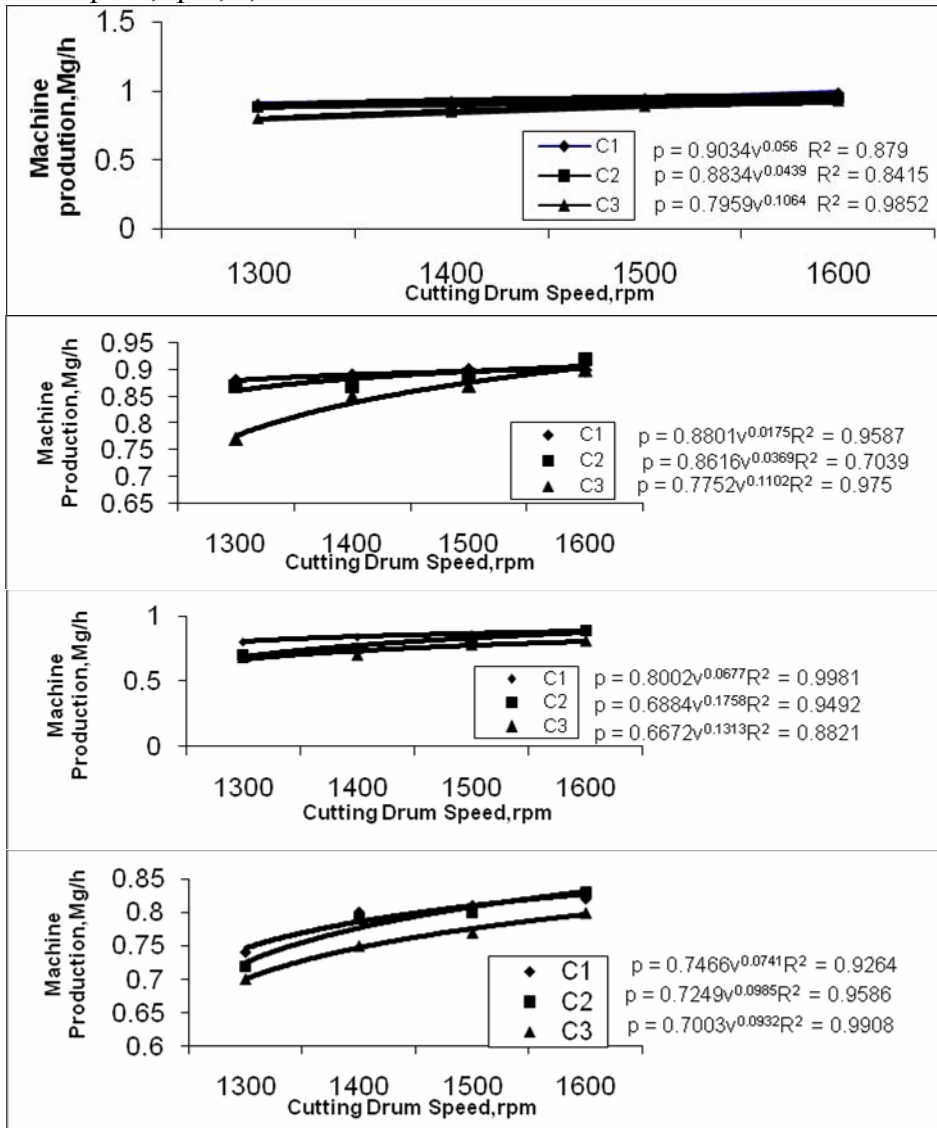 1.5
1
0.5
0
Machine
prodution,Mg/h
C1 p = 0.9034v^0.056 R² = 0.879
C2 p = 0.8834v^0.0439 R² = 0.8415
C3 p = 0.7959v^0.1064 R² = 0.9852
1300 1400 1500 1600
Cutting Drum Speed,rpm
0.95
0.9
0.85
0.8
0.75
0.7
0.65
Machine
Production,Mg/h
C1 p = 0.8801v^0.0175R² = 0.9587
C2 p = 0.8616v^0.0369R² = 0.7039
C3 p = 0.7752v^0.1102R² = 0.975
1300 1400 1500 1600
Cutting Drum Speed,rpm
1
0.5
0
Machine
Production,Mg/h
C1 p = 0.8002v^0.0677R² = 0.9981
C2 p = 0.6884v^0.1758R² = 0.9492
C3 p = 0.6672v^0.1313R² = 0.8821
1300 1400 1500 1600
Cutting Drum Speed,rpm
0.85
0.8
0.75
0.7
0.65
0.6
Machine
Production,Mg/h
C1 p = 0.7466v^0.0741R² = 0.9264
C2 p = 0.7249v^0.0985R² = 0.9586
C3 p = 0.7003v^0.0932R² = 0.9908
1300 1400 1500 1600
Cutting Drum Speed,rpm